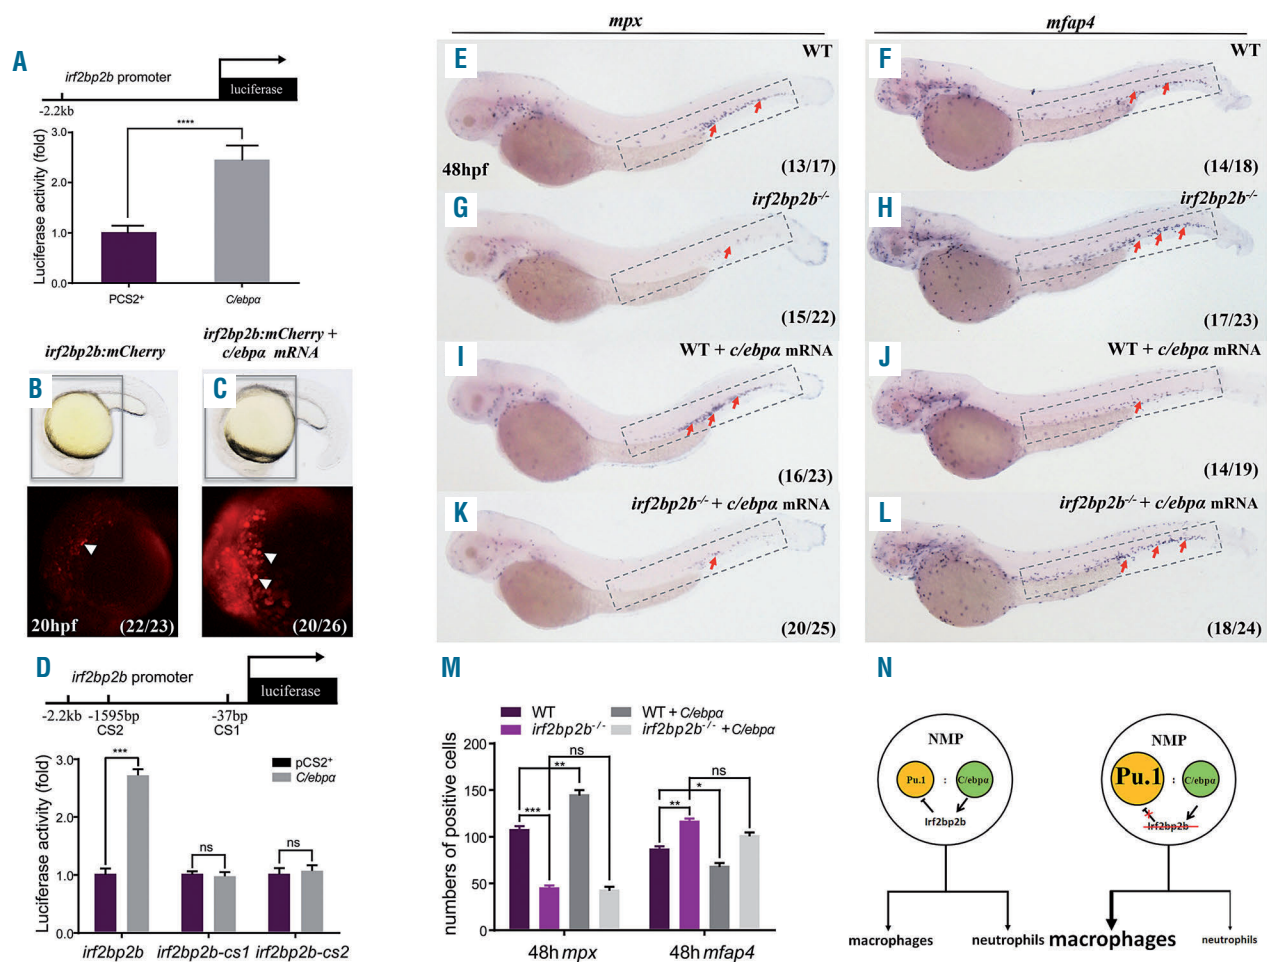 mpx
mfap4
A
irf2bp2b promoter
luciferase
-2.2kb
****
3.0
2.0
1.0
0.0
Luciferase activity (fold)
PCS2⁺
C/ebpα
irf2bp2b:mCherry
irf2bp2b:mCherry +
c/ebpα mRNA
B
C
20hpf
(22/23)
(20/26)
D
irf2bp2b promoter
luciferase
-2.2kb
-1595bp
-37bp
CS2
CS1
3.0
2.0
1.0
0.0
Luciferase activity (fold)
***
ns
ns
pCS2⁺
C/ebpα
irf2bp2b
irf2bp2b-cs1
irf2bp2b-cs2
E
WT
48hpf
(13/17)
F
WT
(14/18)
G
irf2bp2b⁻/⁻
(15/22)
H
irf2bp2b⁻/⁻
(17/23)
I
WT + c/ebpα mRNA
(16/23)
J
WT + c/ebpα mRNA
(14/19)
K
irf2bp2b⁻/⁻ + c/ebpα mRNA
(20/25)
L
irf2bp2b⁻/⁻ + c/ebpα mRNA
(18/24)
M
WT
WT + C/ebpα
irf2bp2b⁻/⁻
irf2bp2b⁻/⁻ + C/ebpα
200
150
100
50
0
numbers of positive cells
ns
**
***
ns
*
**
48h mpx
48h mfap4
N
NMP
Pu.1
:
C/ebpα
Irf2bp2b
macrophages
neutrophils
NMP
Pu.1
:
C/ebpα
Irf2bp2b
macrophages
neutrophils